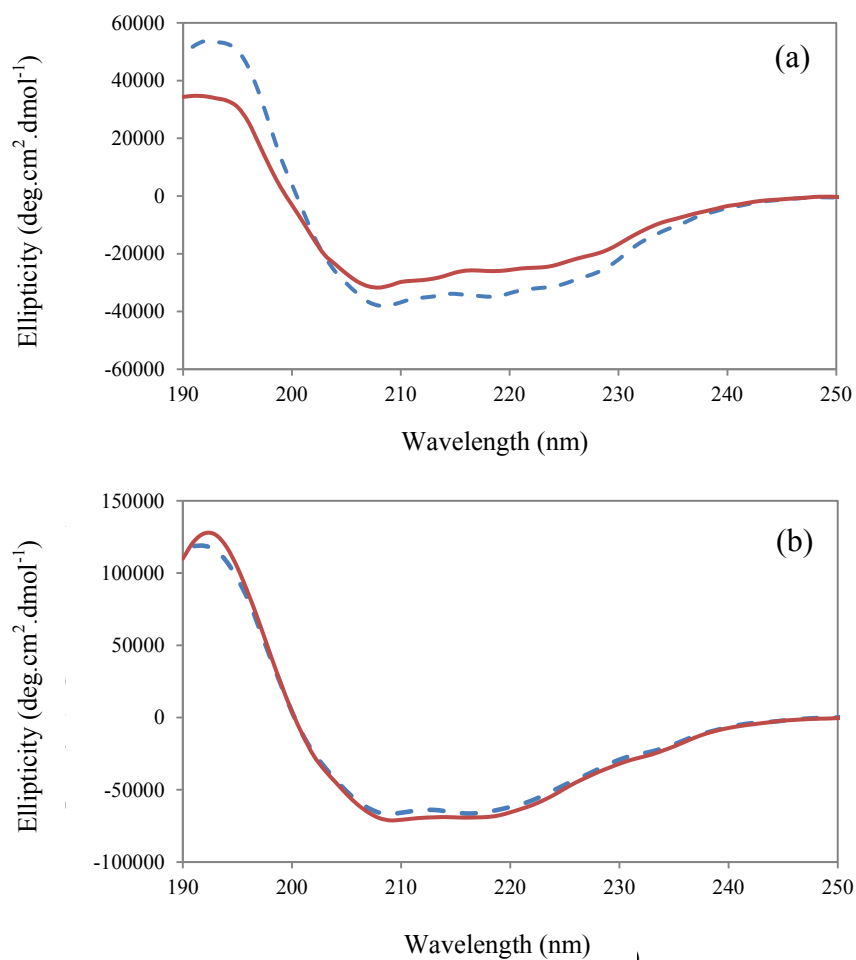 (a)
Ellipticity (deg.cm².dmol⁻¹)
60000
40000
20000
0
-20000
-40000
-60000
190 200 210 220 230 240 250
Wavelength (nm)
(b)
Ellipticity (deg.cm².dmol⁻¹)
150000
100000
50000
0
-50000
-100000
190 200 210 220 230 240 250
Wavelength (nm)